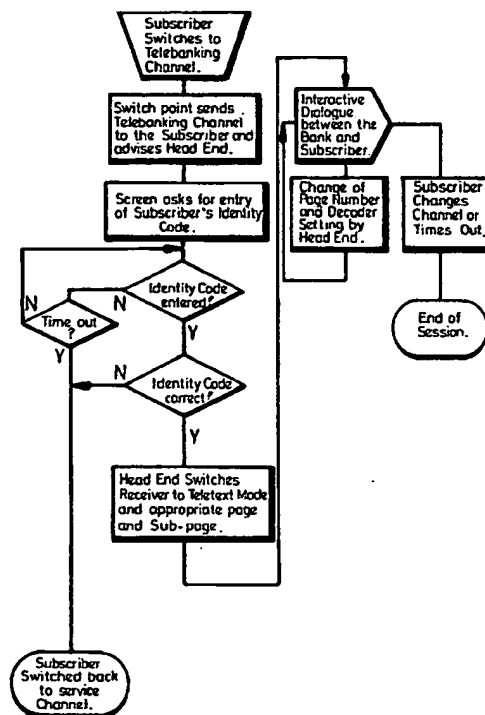 Subscriber
Switches to
Telebanking
Channel.
Switch point sends
Telebanking Channel
to the Subscriber and
advises Head End.
Screen asks for entry
of Subscriber's Identity
Code.
Identity Code
entered?
N
Y
Time out
?
N
Y
Identity Code
correct?
N
Y
Head End Switches
Receiver to Teletext Mode
and appropriate page
and Sub-page.
Subscriber
Switched back
to service
Channel.
Interactive
Dialogue
between the
Bank and
Subscriber.
Change of
Page Number
and Decoder
Setting by
Head End.
Subscriber
Changes
Channel or
Times Out.
End of
Session.